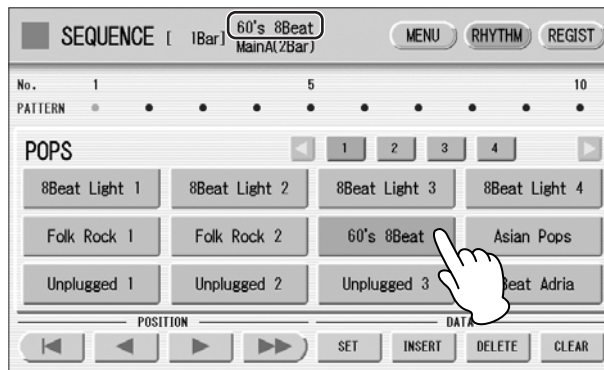 SEQUENCE [ 1Bar] 60's 8Beat
MainA(2Bar)
MENU RHYTHM REGIST
No. 1 5 10
PATTERN
POPS 1 2 3 4
8Beat Light 1 8Beat Light 2 8Beat Light 3 8Beat Light 4
Folk Rock 1 Folk Rock 2 60's 8Beat Asian Pops
Unplugged 1 Unplugged 2 Unplugged 3 Beat Adria
POSITION DATA
SET INSERT DELETE CLEAR